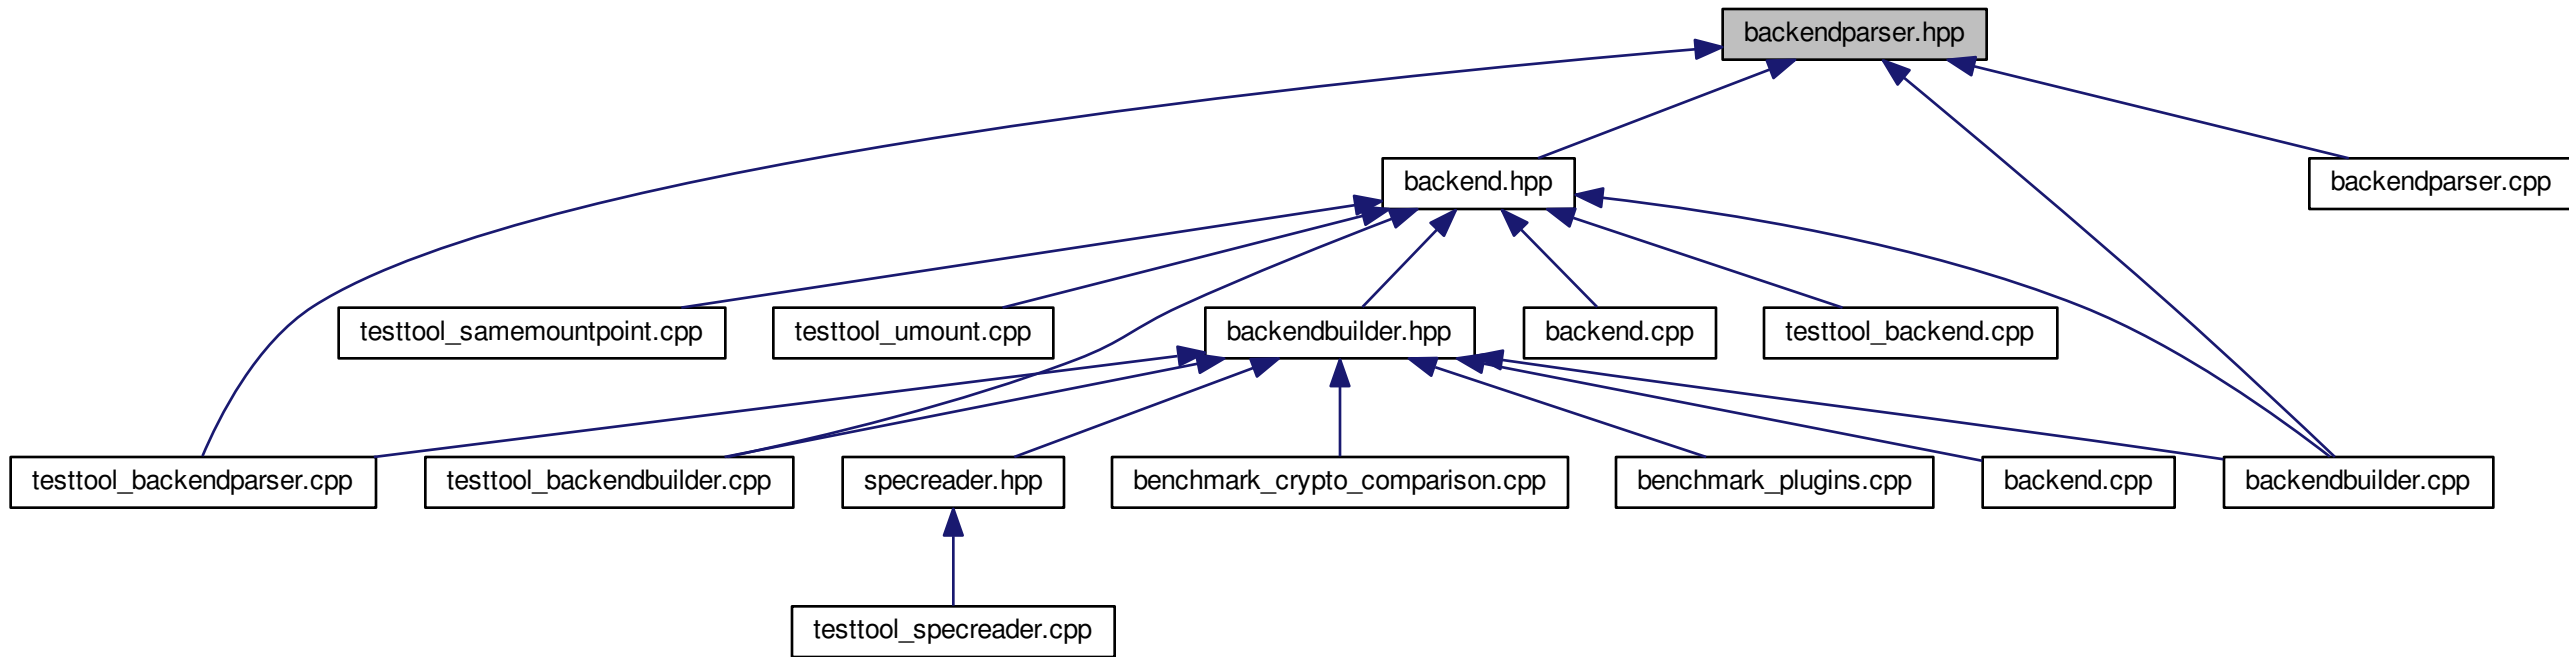 backendparser.hpp
backend.hpp
backendparser.cpp
testtool_samemountpoint.cpp
testtool_umount.cpp
backendbuilder.hpp
backend.cpp
testtool_backend.cpp
testtool_backendparser.cpp
testtool_backendbuilder.cpp
specreader.hpp
benchmark_crypto_comparison.cpp
benchmark_plugins.cpp
backend.cpp
backendbuilder.cpp
testtool_specreader.cpp